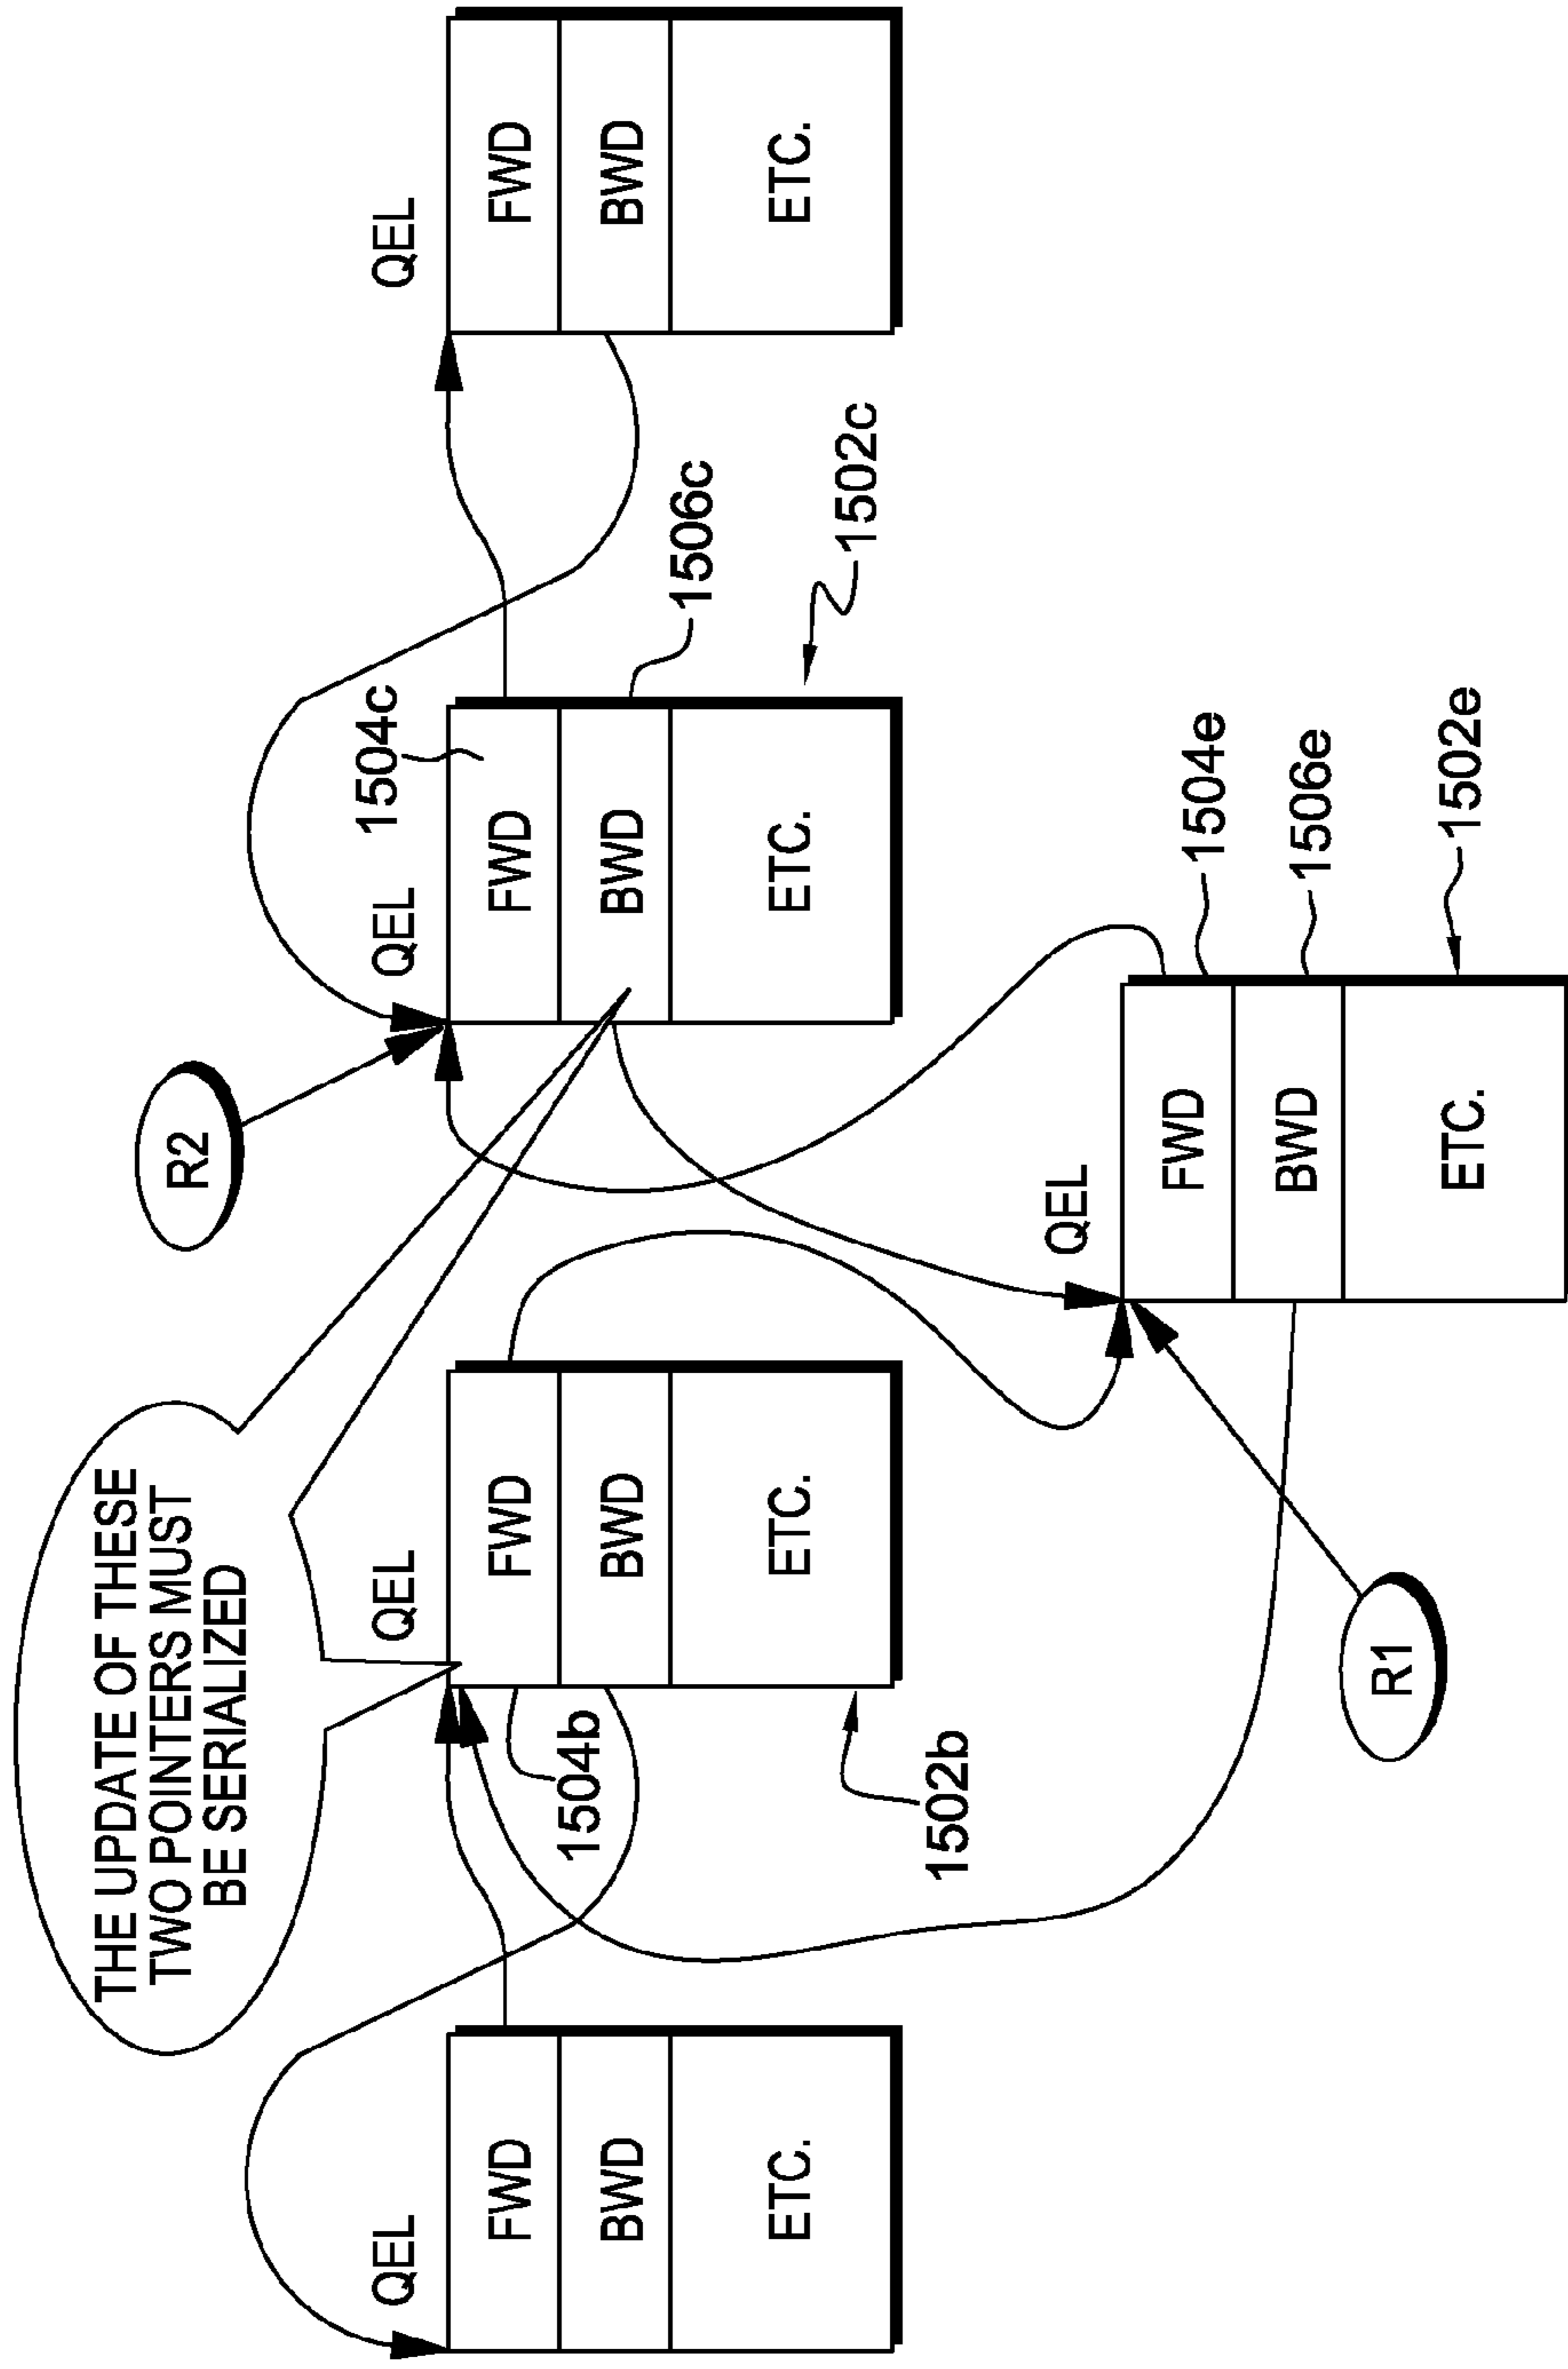 THE UPDATE OF THESE
TWO POINTERS MUST
BE SERIALIZED
R2
QEL
FWD
BWD
ETC.
QEL
FWD
BWD
ETC.
1504b
1502b
QEL
1504c
FWD
BWD
ETC.
1506c
1502c
QEL
FWD
BWD
ETC.
R1
QEL
FWD
BWD
ETC.
1504e
1506e
1502e